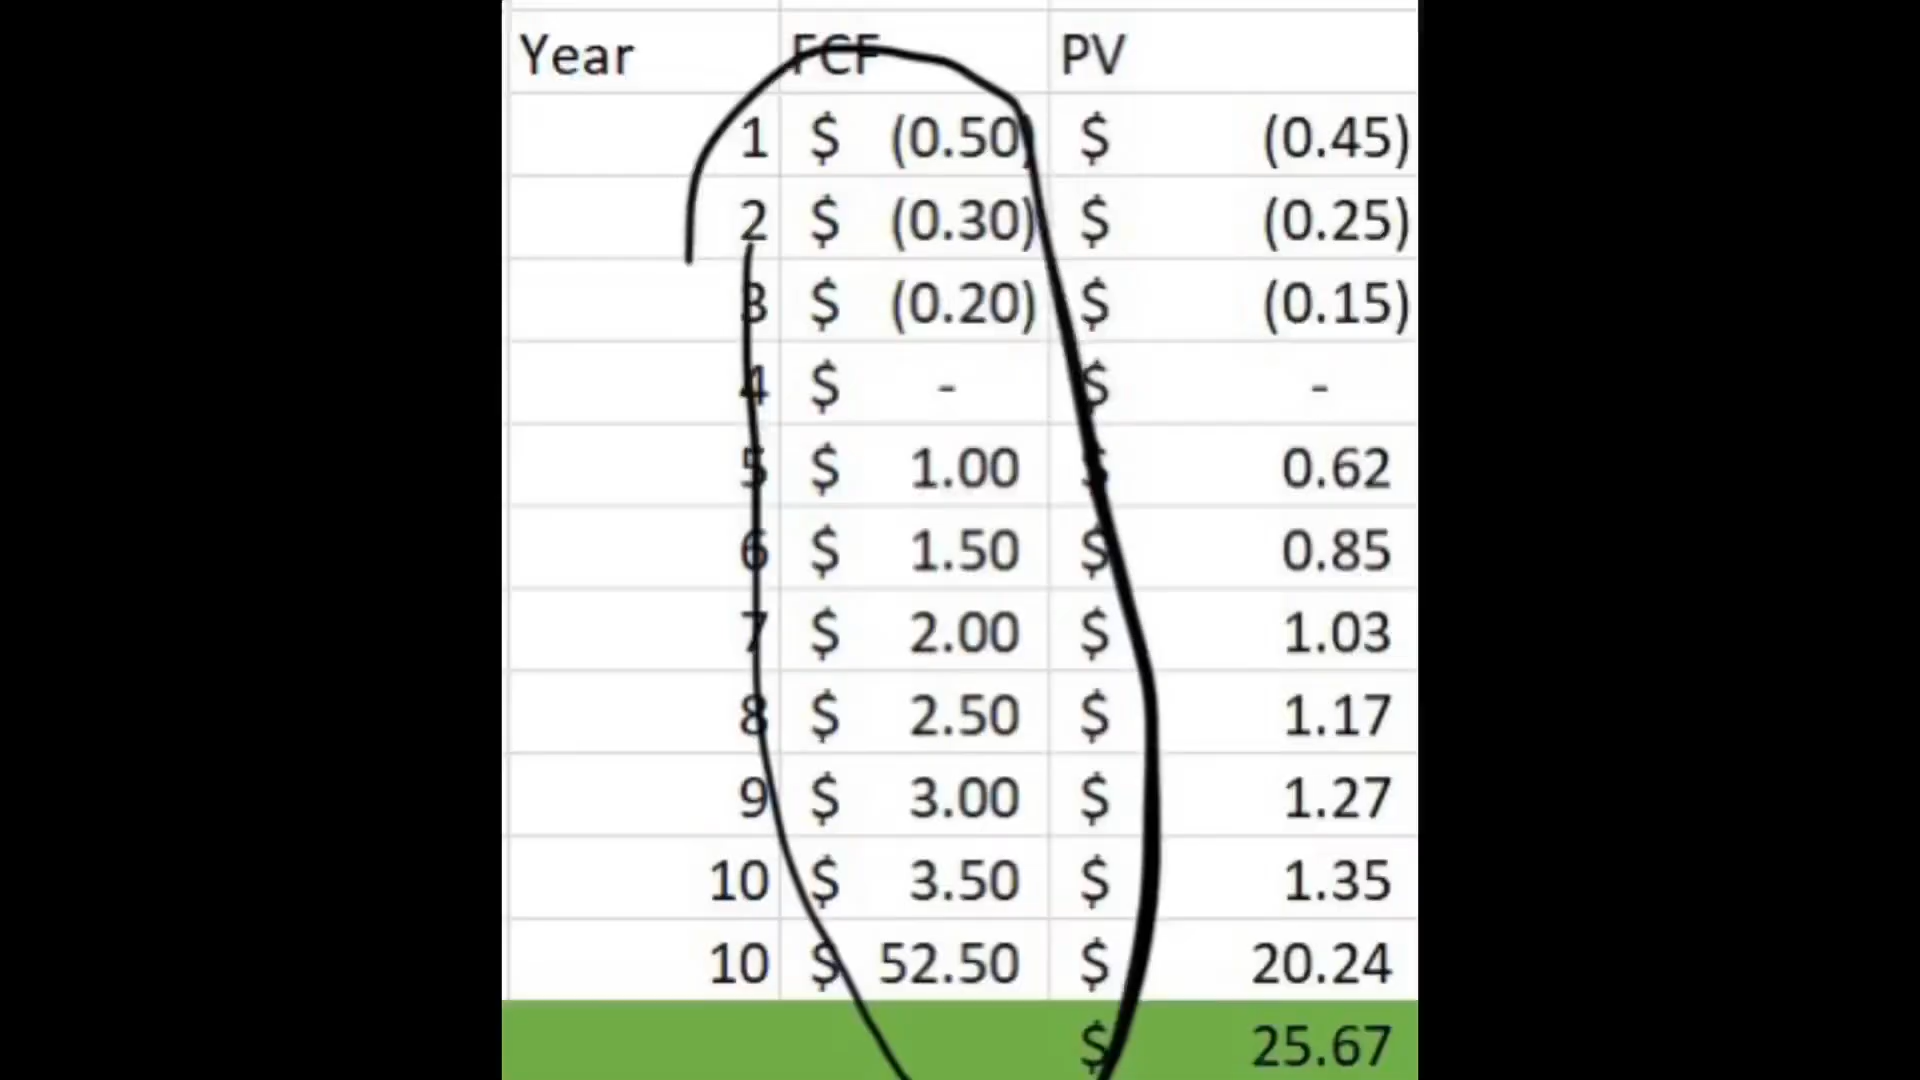 Year FCF PV
1 $ (0.50) $ (0.45)
2 $ (0.30) $ (0.25)
3 $ (0.20) $ (0.15)
4 $ - $ -
5 $ 1.00 $ 0.62
6 $ 1.50 $ 0.85
7 $ 2.00 $ 1.03
8 $ 2.50 $ 1.17
9 $ 3.00 $ 1.27
10 $ 3.50 $ 1.35
10 $ 52.50 $ 20.24
$ 25.67